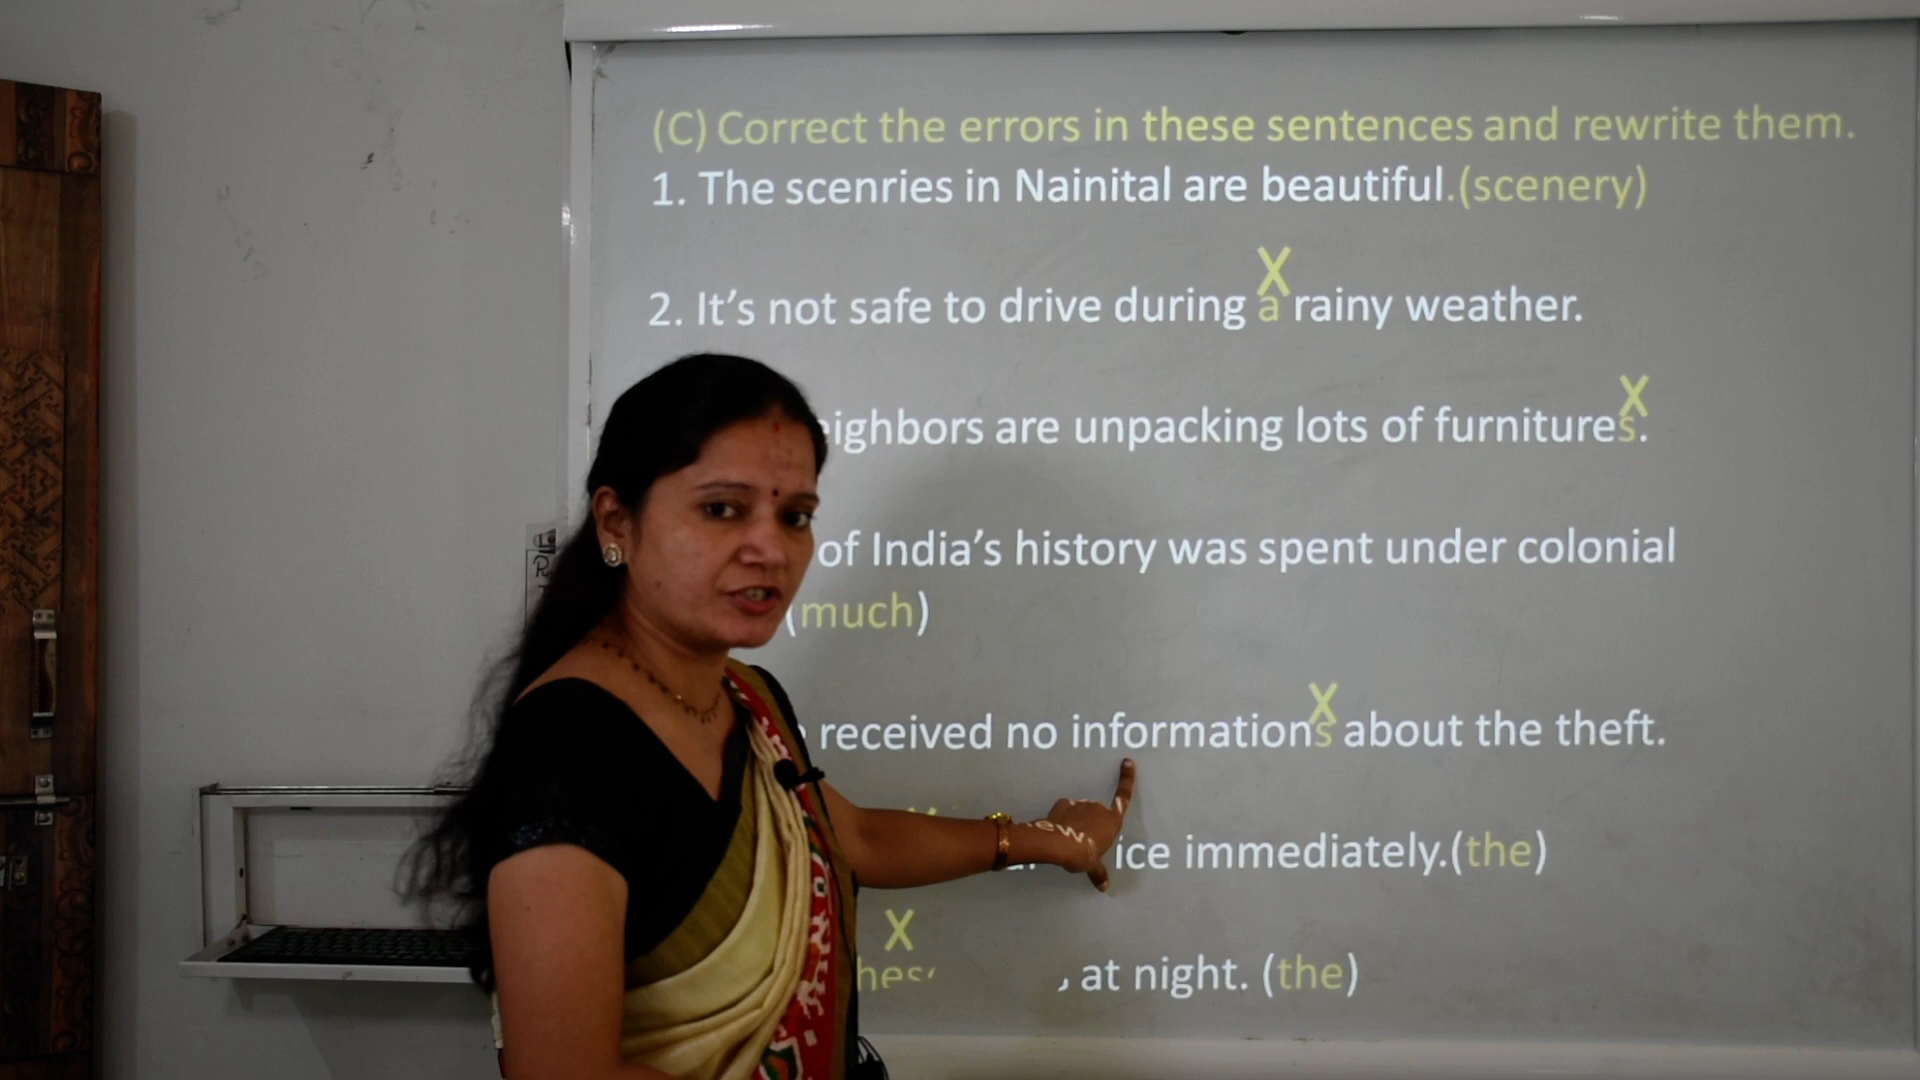 (C) Correct the errors in these sentences and rewrite them.
1. The scenries in Nainital are beautiful.(scenery)
X
2. It's not safe to drive during a rainy weather.
X
eighbors are unpacking lots of furnitures.
of India's history was spent under colonial
(much)
X
received no informations about the theft.
ice immediately.(the)
X
at night. (the)